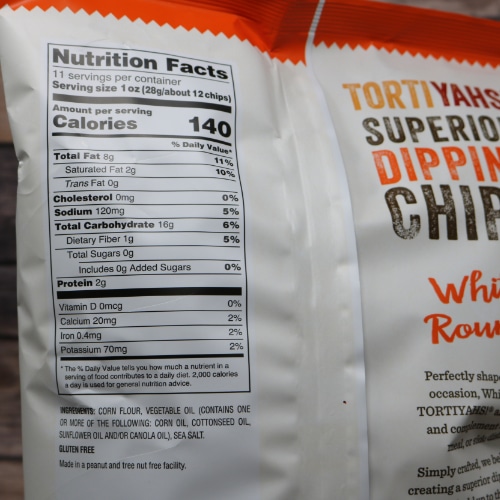 Nutrition Facts
11 servings per container
Serving size 1 oz (28g/about 12 chips)
Amount per serving
Calories 140
% Daily Value*
Total Fat 8g 11%
Saturated Fat 2g 10%
Trans Fat 0g
Cholesterol 0mg 0%
Sodium 120mg 5%
Total Carbohydrate 16g 6%
Dietary Fiber 1g 5%
Total Sugars 0g
Includes 0g Added Sugars 0%
Protein 2g
Vitamin D 0mcg 0%
Calcium 20mg 2%
Iron 0.4mg 2%
Potassium 70mg 2%
* The % Daily Value tells you how much a nutrient in a
serving of food contributes to a daily diet. 2,000 calories
a day is used for general nutrition advice.
INGREDIENTS: CORN FLOUR, VEGETABLE OIL (CONTAINS ONE
OR MORE OF THE FOLLOWING: CORN OIL, COTTONSEED OIL,
SUNFLOWER OIL AND/OR CANOLA OIL), SEA SALT.
GLUTEN FREE
Made in a peanut and tree nut free facility.
TORTIYAHS
SUPERIO
DIPPIN
CHIP
Whi
Roun
Perfectly shape
occasion, Whi
TORTIYAHS!
and
meal, or
Simply crafted, we be
creating a superior di